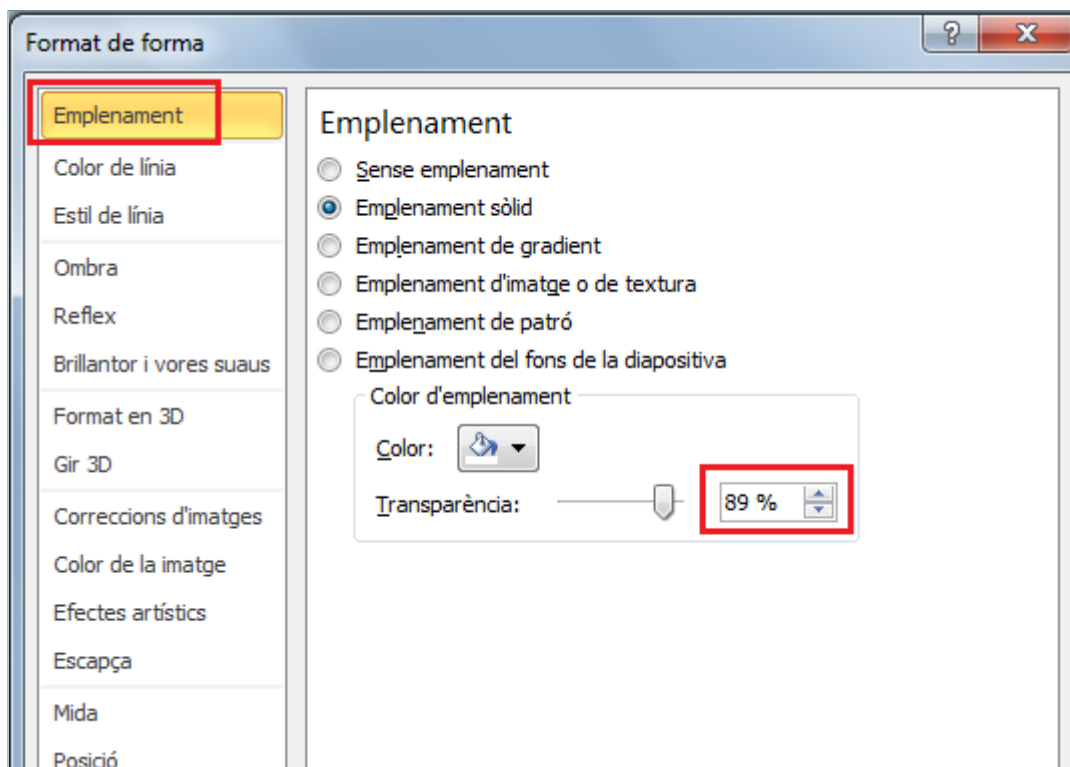 Format de forma
Emplenament
Color de línia
Estil de línia
Ombra
Reflex
Brillantor i vores suaus
Format en 3D
Gir 3D
Correccions d'imatges
Color de la imatge
Efectes artístics
Escapça
Mida
Posició
Emplenament
Sense emplenament
Emplenament sòlid
Emplenament de gradient
Emplenament d'imatge o de textura
Emplenament de patró
Emplenament del fons de la diapositiva
Color d'emplenament
Color:
Transparència: 89 %